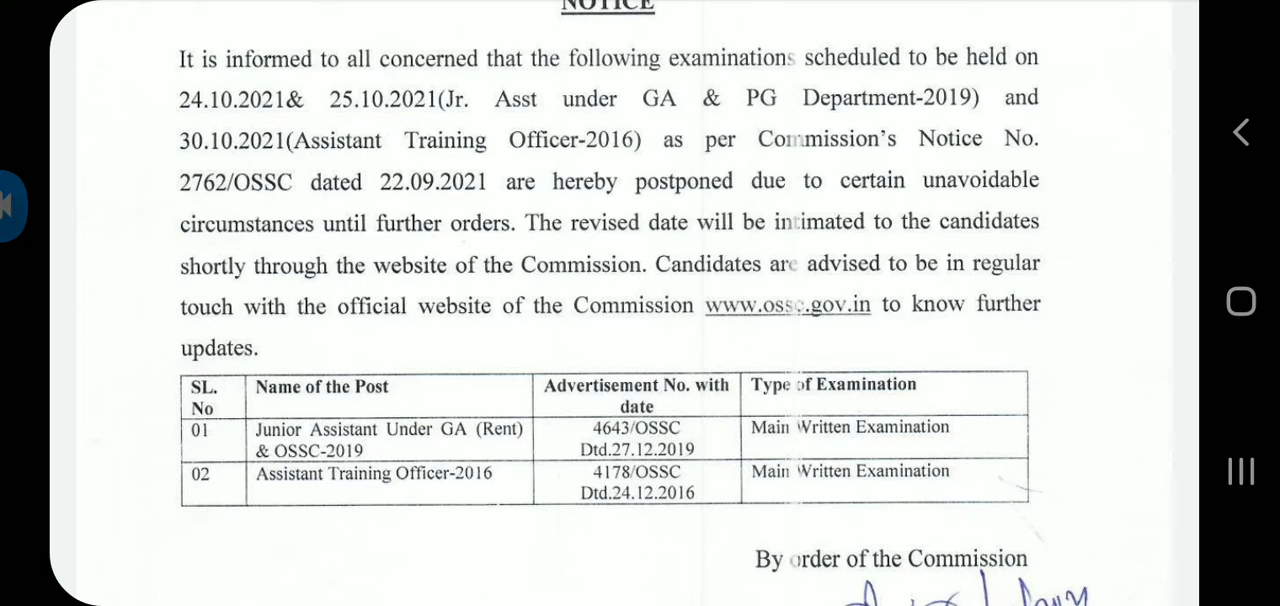 NOTICE
It is informed to all concerned that the following examinations scheduled to be held on
24.10.2021& 25.10.2021(Jr. Asst under GA & PG Department-2019) and
30.10.2021(Assistant Training Officer-2016) as per Commission's Notice No.
2762/OSSC dated 22.09.2021 are hereby postponed due to certain unavoidable
circumstances until further orders. The revised date will be intimated to the candidates
shortly through the website of the Commission. Candidates are advised to be in regular
touch with the official website of the Commission www.ossc.gov.in to know further
updates.
SL. Name of the Post Advertisement No. with Type of Examination
No date
01 Junior Assistant Under GA (Rent) 4643/OSSC Main Written Examination
& OSSC-2019 Dtd.27.12.2019
02 Assistant Training Officer-2016 4178/OSSC Main Written Examination
Dtd.24.12.2016
By order of the Commission